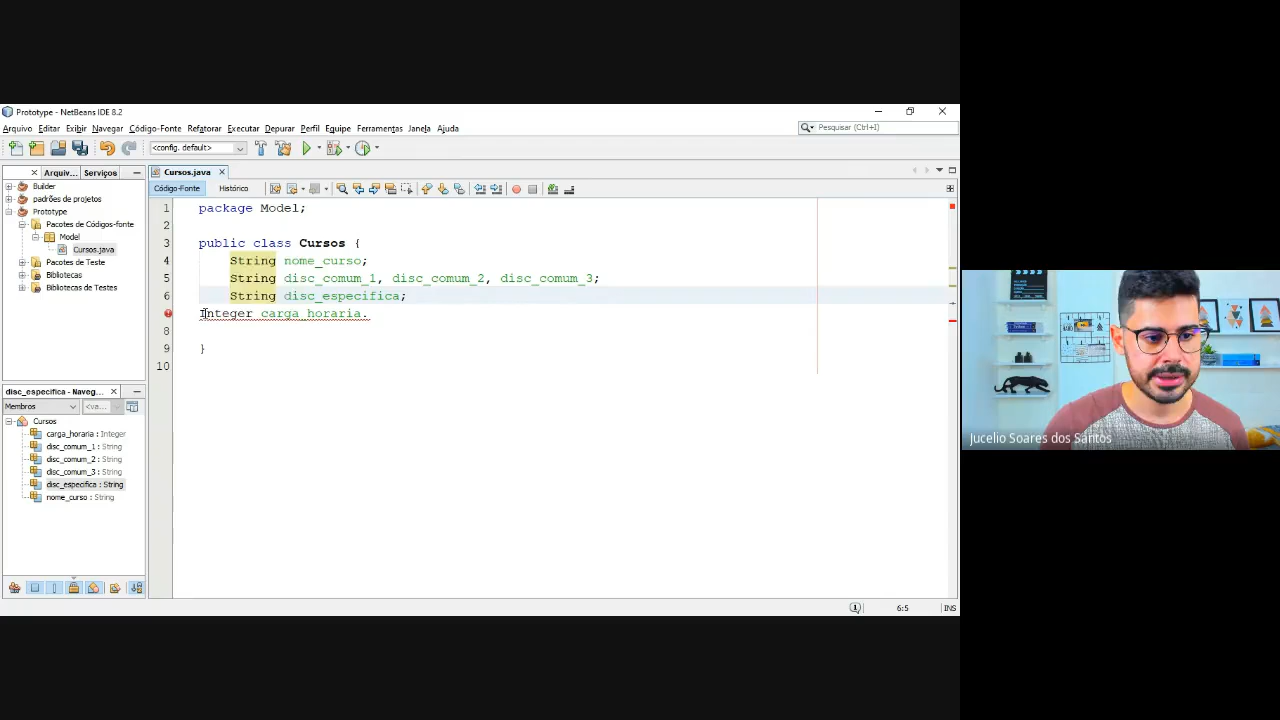 Prototype - NetBeans IDE 8.2
Arquivo Editar Exibir Navegar Código-Fonte Refatorar Executar Depurar Perfil Equipe Ferramentas Janela Ajuda
Pesquisar (Ctrl+I)
<config. default>
Arquiv... Serviços
Cursos.java
Builder
padrões de projetos
Prototype
Pacotes de Códigos-fonte
Model
Cursos.java
Pacotes de Teste
Bibliotecas
Bibliotecas de Testes
Código-Fonte Histórico
1 package Model;
2
3 public class Cursos {
4 String nome_curso;
5 String disc_comum_1, disc_comum_2, disc_comum_3;
6 String disc_especifica;
Integer carga_horaria.
8
9 }
10
disc_especifica - Naveg...
Membros <va...
Cursos
carga_horaria : Integer
disc_comum_1 : String
disc_comum_2 : String
disc_comum_3 : String
disc_especifica : String
nome_curso : String
6:5 INS
Jucelio Soares dos Santos